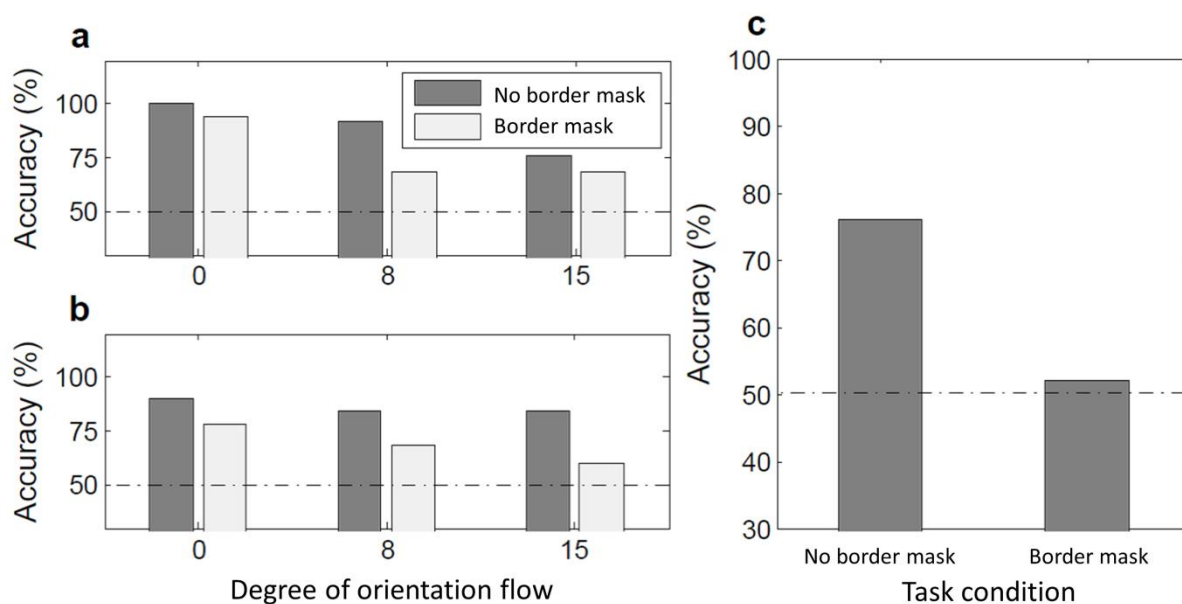 a
Accuracy (%)
100
75
50
No border mask
Border mask
0 8 15
b
Accuracy (%)
100
75
50
0 8 15
Degree of orientation flow
c
Accuracy (%)
100
90
80
70
60
50
40
30
No border mask Border mask
Task condition